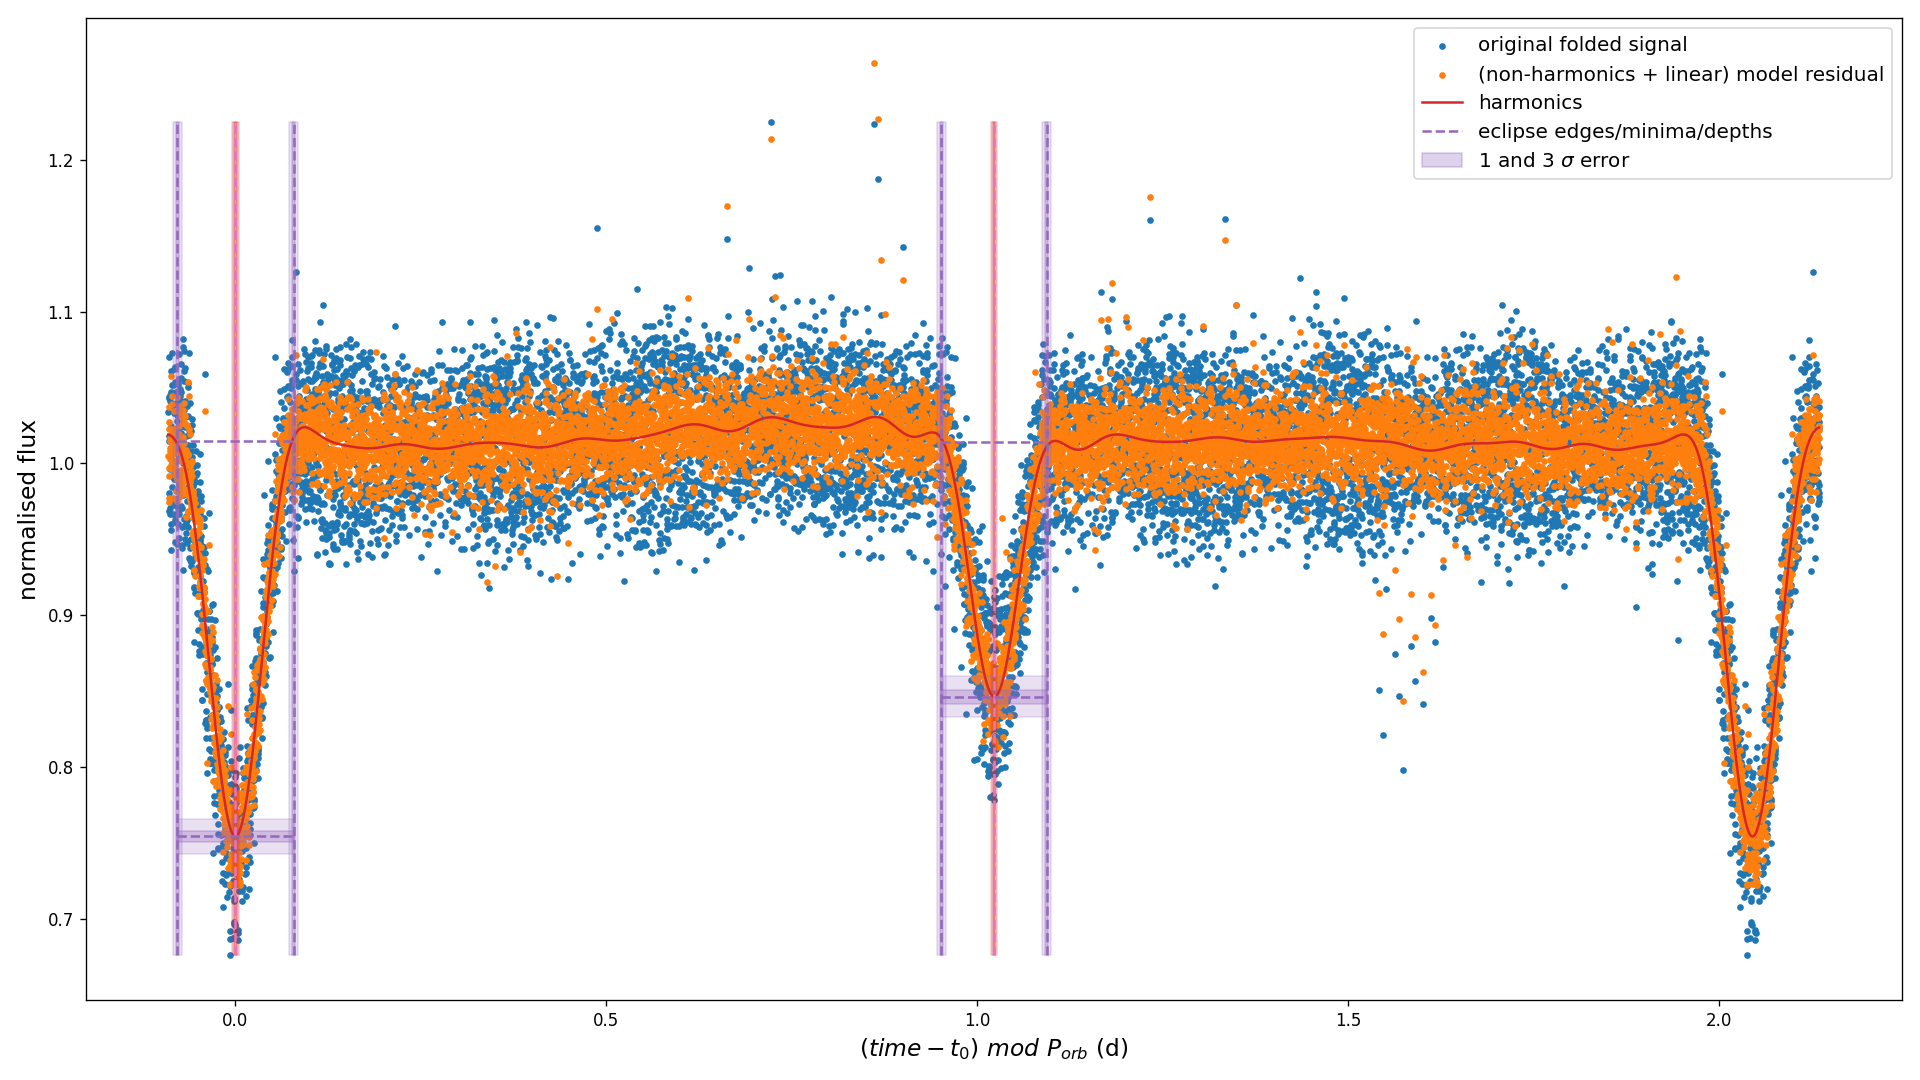 original folded signal
(non-harmonics + linear) model residual
harmonics
eclipse edges/minima/depths
1 and 3 σ error
normalised flux
1.2
1.1
1.0
0.9
0.8
0.7
0.0 0.5 1.0 1.5 2.0
(time − t₀) mod Pₒᵣb (d)